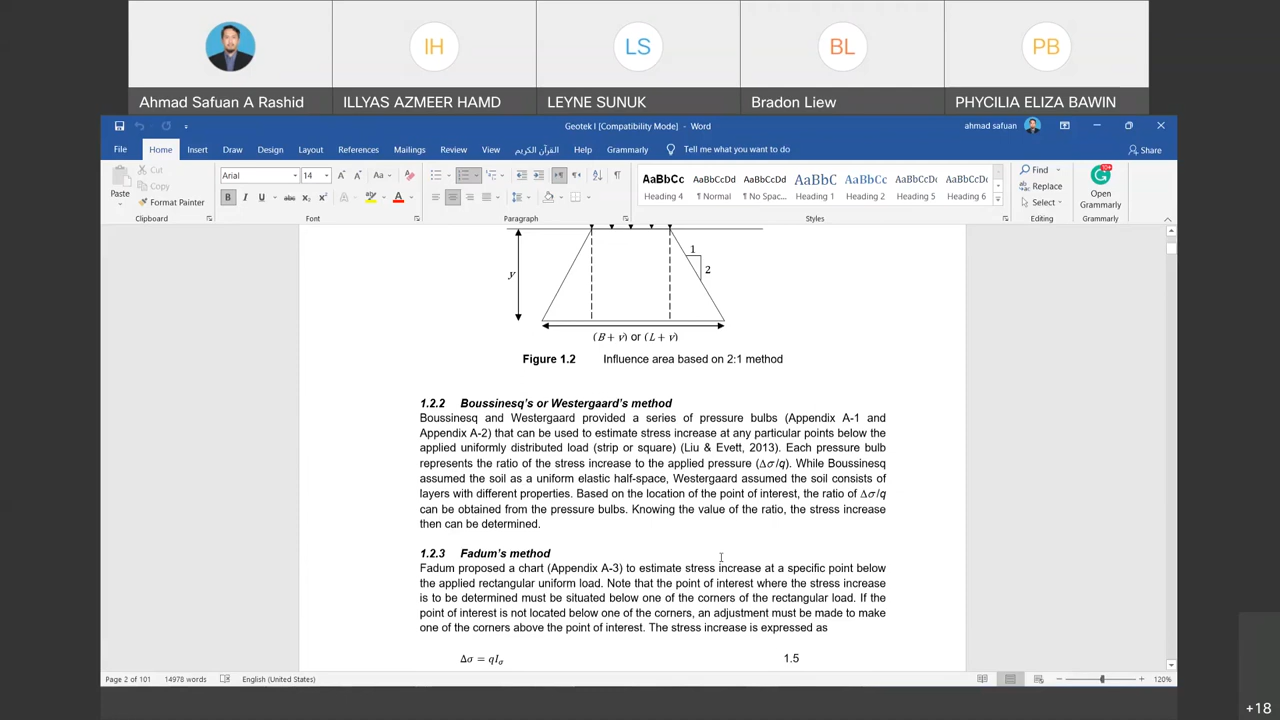 IH
LS
BL
PB
Ahmad Safuan A Rashid
ILLYAS AZMEER HAMD
LEYNE SUNUK
Bradon Liew
PHYCILIA ELIZA BAWIN
Geotek I [Compatibility Mode] - Word
ahmad safuan
File Home Insert Draw Design Layout References Mailings Review View القرآن الكريم Help Grammarly Tell me what you want to do Share
Paste
Cut
Copy
Format Painter
Clipboard
Arial 14
Aa
B I U abc x₂ x² A
Font
Paragraph
AaBbCc AaBbCcDd AaBbCcDd AaBbC AaBbCc AaBbCcDc AaBbCcDc
Heading 4 ¶ Normal ¶ No Spac... Heading 1 Heading 2 Heading 5 Heading 6
Styles
Find
Replace
Select
Editing
Open
Grammarly
Grammarly
1
2
y
(B + y) or (L + y)
Figure 1.2 Influence area based on 2:1 method
1.2.2 Boussinesq's or Westergaard's method
Boussinesq and Westergaard provided a series of pressure bulbs (Appendix A-1 and
Appendix A-2) that can be used to estimate stress increase at any particular points below the
applied uniformly distributed load (strip or square) (Liu & Evett, 2013). Each pressure bulb
represents the ratio of the stress increase to the applied pressure (Δσ/q). While Boussinesq
assumed the soil as a uniform elastic half-space, Westergaard assumed the soil consists of
layers with different properties. Based on the location of the point of interest, the ratio of Δσ/q
can be obtained from the pressure bulbs. Knowing the value of the ratio, the stress increase
then can be determined.
1.2.3 Fadum's method
Fadum proposed a chart (Appendix A-3) to estimate stress increase at a specific point below
the applied rectangular uniform load. Note that the point of interest where the stress increase
is to be determined must be situated below one of the corners of the rectangular load. If the
point of interest is not located below one of the corners, an adjustment must be made to make
one of the corners above the point of interest. The stress increase is expressed as
Δσ = qIσ 1.5
Page 2 of 101 14978 words English (United States) 120%
+18